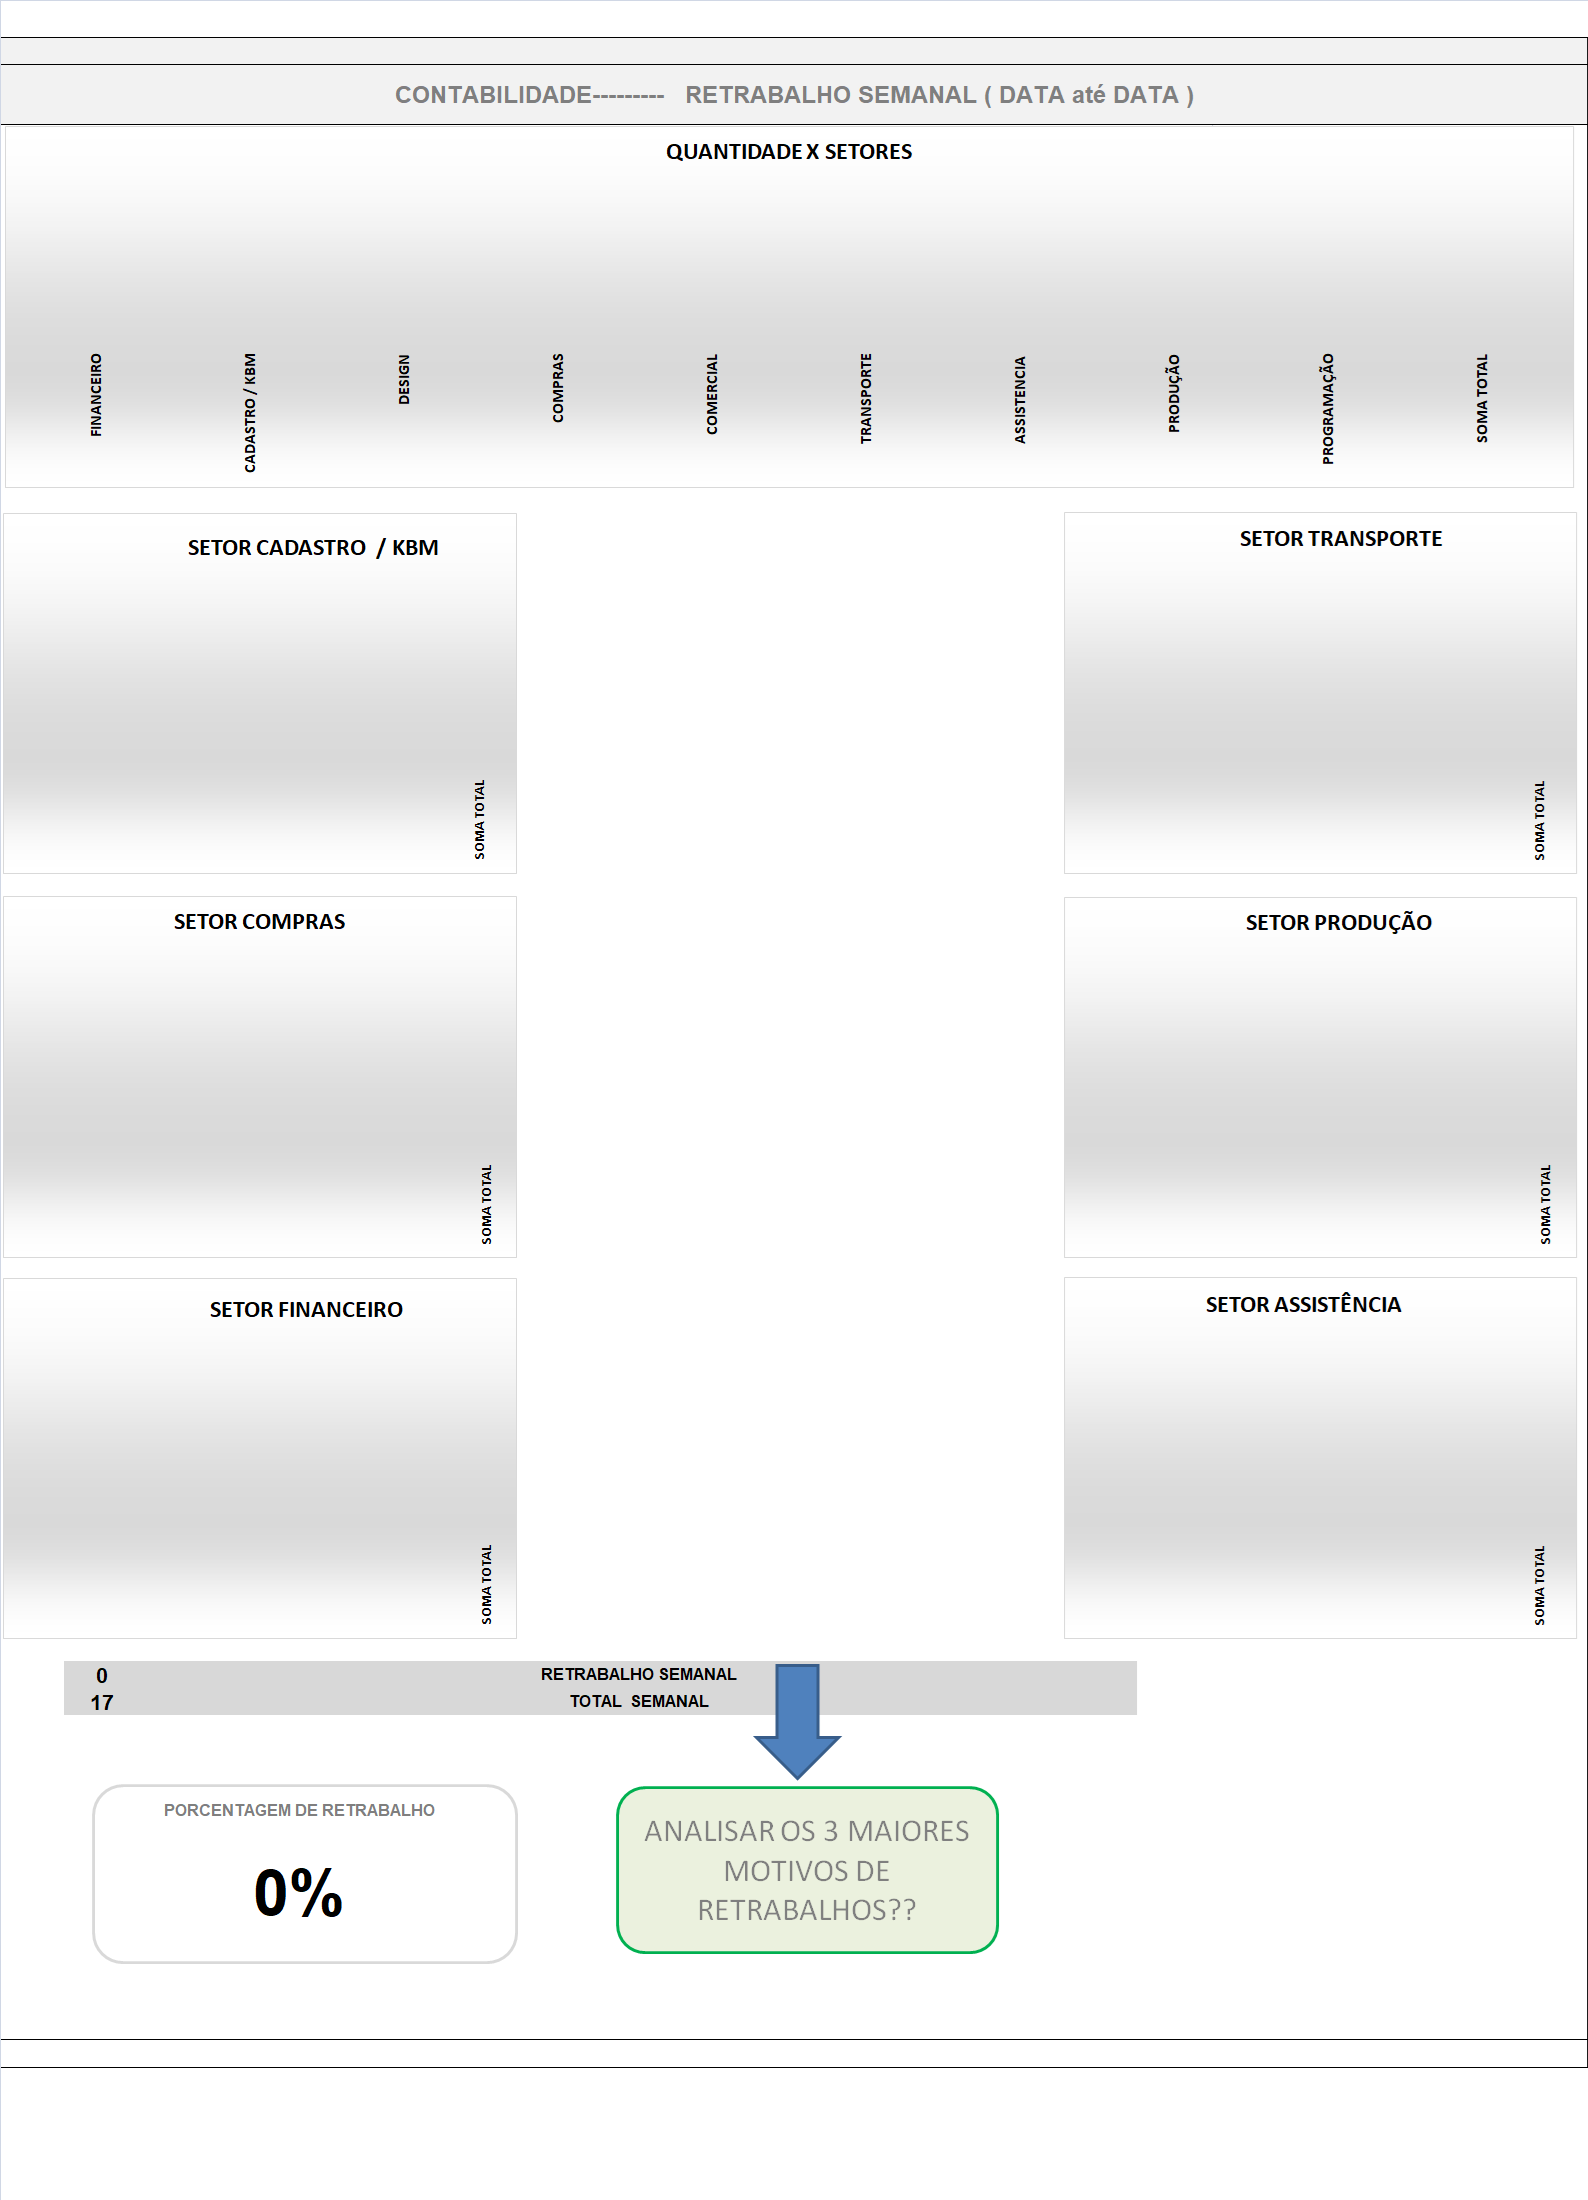 CONTABILIDADE--------- RETRABALHO SEMANAL ( DATA até DATA )
QUANTIDADE X SETORES
FINANCEIRO
CADASTRO / KBM
DESIGN
COMPRAS
COMERCIAL
TRANSPORTE
ASSISTENCIA
PRODUÇÃO
PROGRAMAÇÃO
SOMA TOTAL
SETOR CADASTRO / KBM
SOMA TOTAL
SETOR TRANSPORTE
SOMA TOTAL
SETOR COMPRAS
SOMA TOTAL
SETOR PRODUÇÃO
SOMA TOTAL
SETOR FINANCEIRO
SOMA TOTAL
SETOR ASSISTÊNCIA
SOMA TOTAL
0 RETRABALHO SEMANAL
17 TOTAL SEMANAL
PORCENTAGEM DE RETRABALHO
0%
ANALISAR OS 3 MAIORES
MOTIVOS DE
RETRABALHOS??